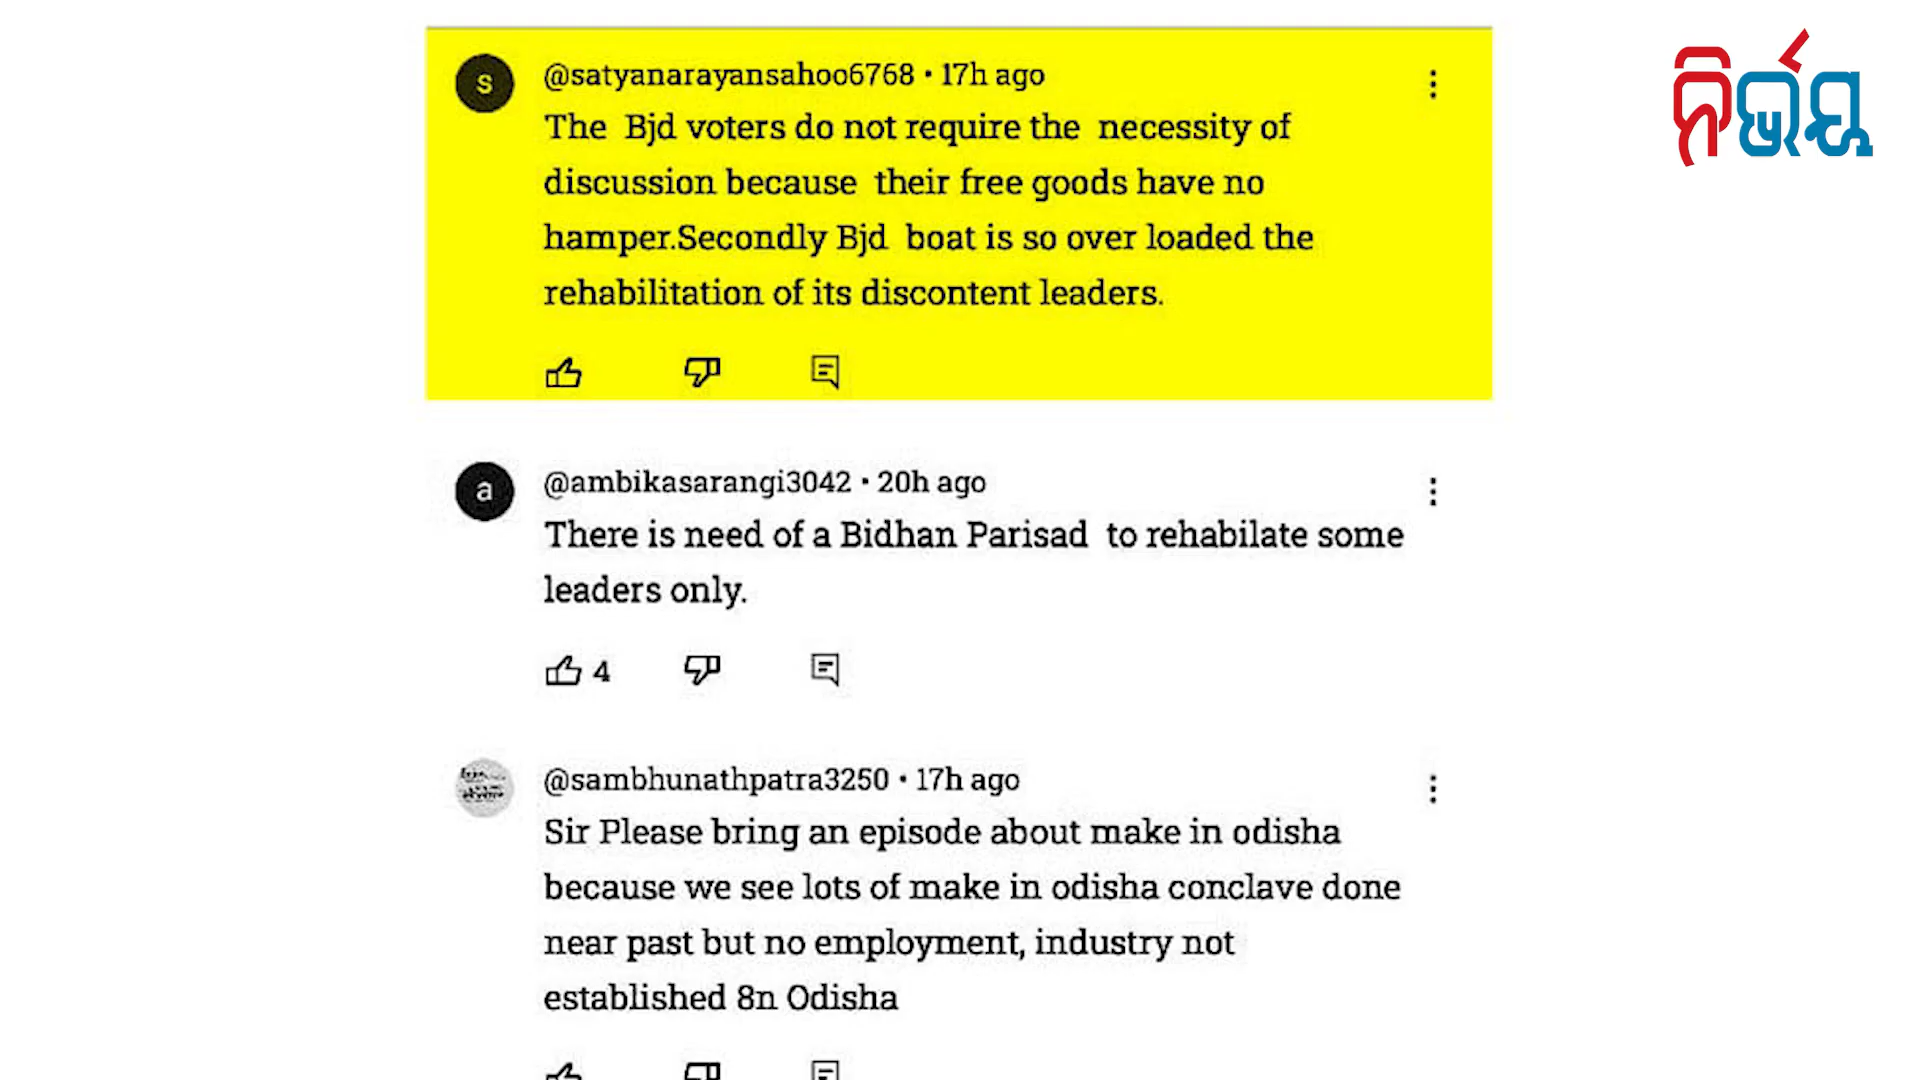 ନିର୍ଭୟ
s
@satyanarayansahoo6768 • 17h ago
The Bjd voters do not require the necessity of
discussion because their free goods have no
hamper.Secondly Bjd boat is so over loaded the
rehabilitation of its discontent leaders.
a
@ambikasarangi3042 • 20h ago
There is need of a Bidhan Parisad to rehabilate some
leaders only.
4
@sambhunathpatra3250 • 17h ago
Sir Please bring an episode about make in odisha
because we see lots of make in odisha conclave done
near past but no employment, industry not
established 8n Odisha